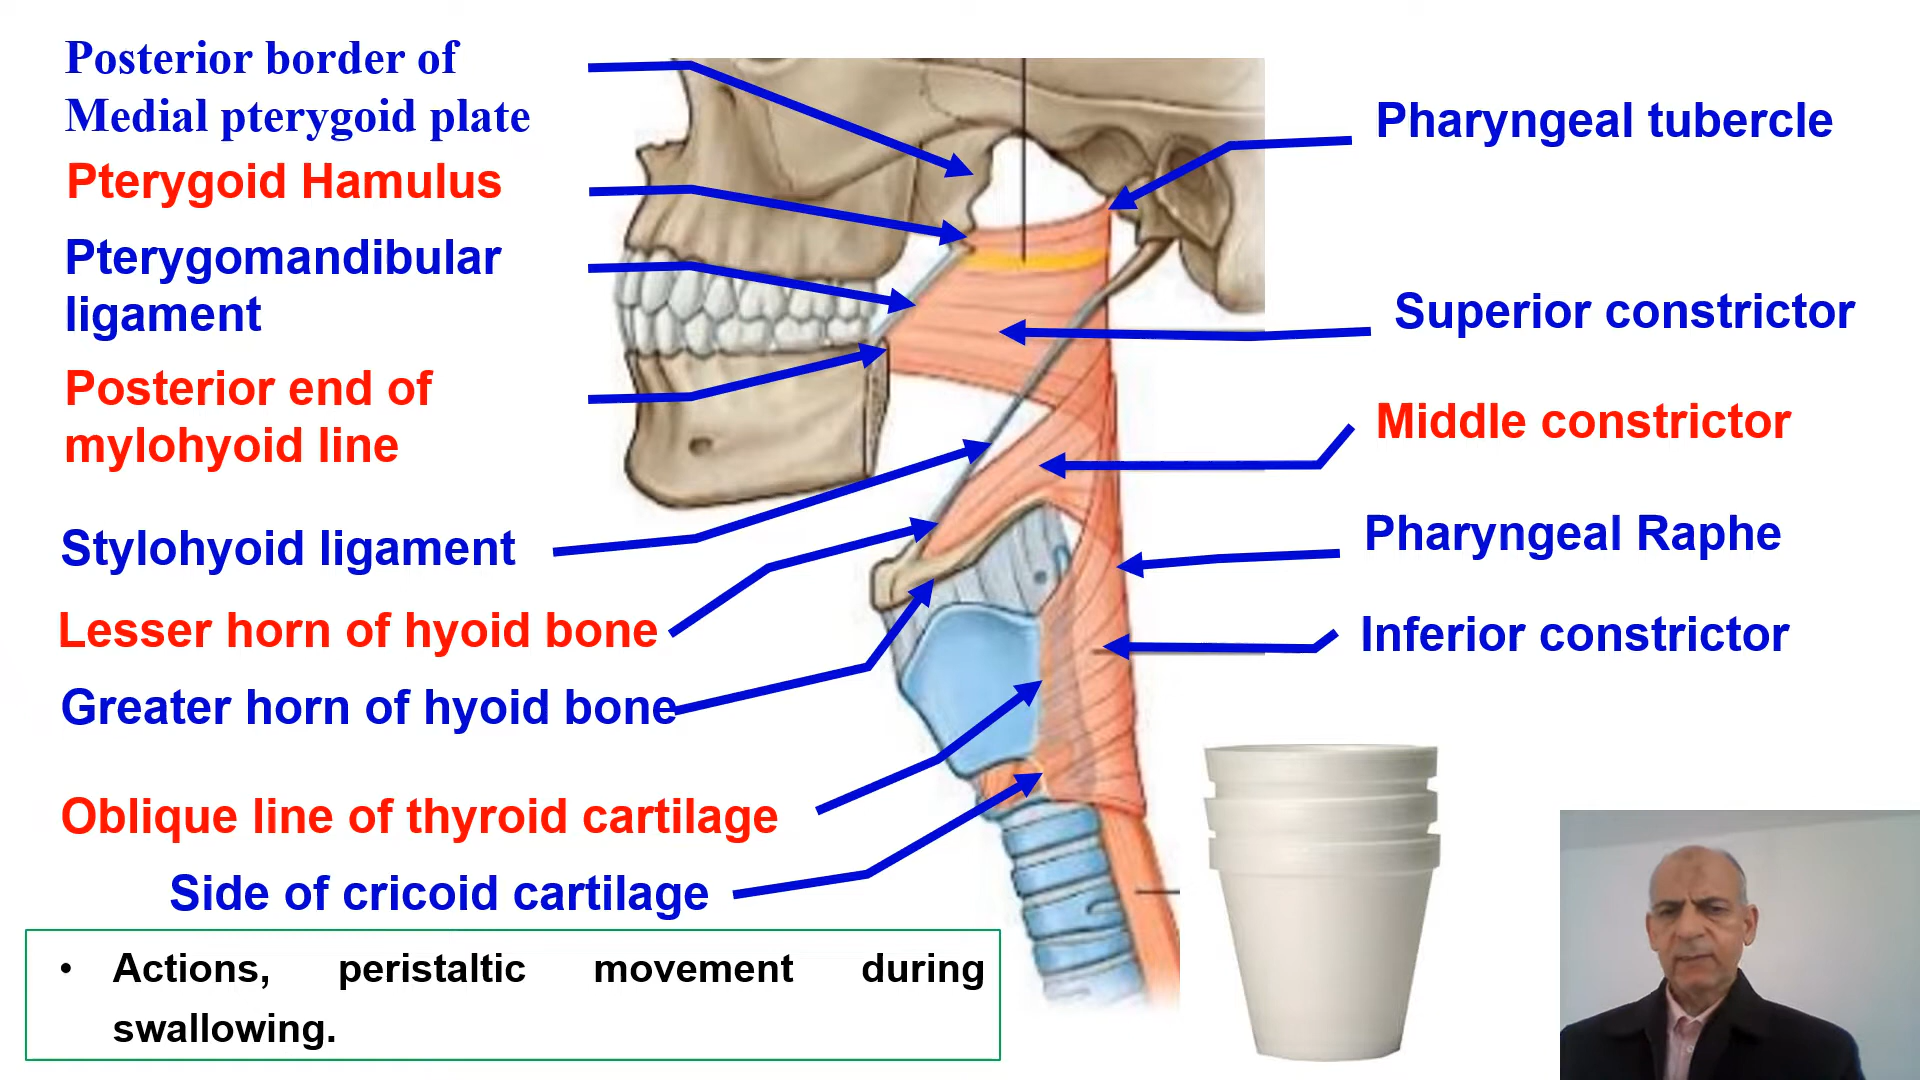 Posterior border of
Medial pterygoid plate
Pterygoid Hamulus
Pterygomandibular
ligament
Posterior end of
mylohyoid line
Stylohyoid ligament
Lesser horn of hyoid bone
Greater horn of hyoid bone
Oblique line of thyroid cartilage
Side of cricoid cartilage
Pharyngeal tubercle
Superior constrictor
Middle constrictor
Pharyngeal Raphe
Inferior constrictor
• Actions, peristaltic movement during
swallowing.